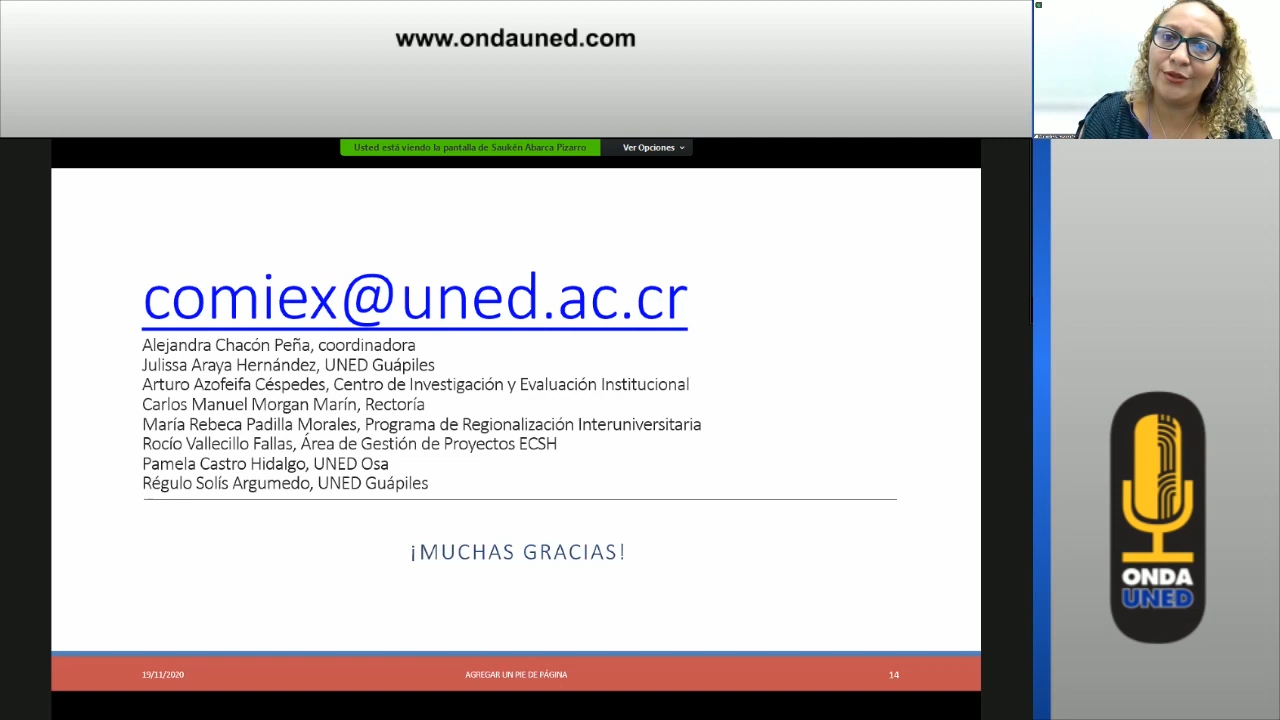 www.ondauned.com
Usted está viendo la pantalla de Saukén Abarca Pizarro
Ver Opciones
comiex@uned.ac.cr
Alejandra Chacón Peña, coordinadora
Julissa Araya Hernández, UNED Guápiles
Arturo Azofeifa Céspedes, Centro de Investigación y Evaluación Institucional
Carlos Manuel Morgan Marín, Rectoría
María Rebeca Padilla Morales, Programa de Regionalización Interuniversitaria
Rocío Vallecillo Fallas, Área de Gestión de Proyectos ECSH
Pamela Castro Hidalgo, UNED Osa
Régulo Solís Argumedo, UNED Guápiles
¡MUCHAS GRACIAS!
19/11/2020
AGREGAR UN PIE DE PÁGINA
14
ONDA
UNED